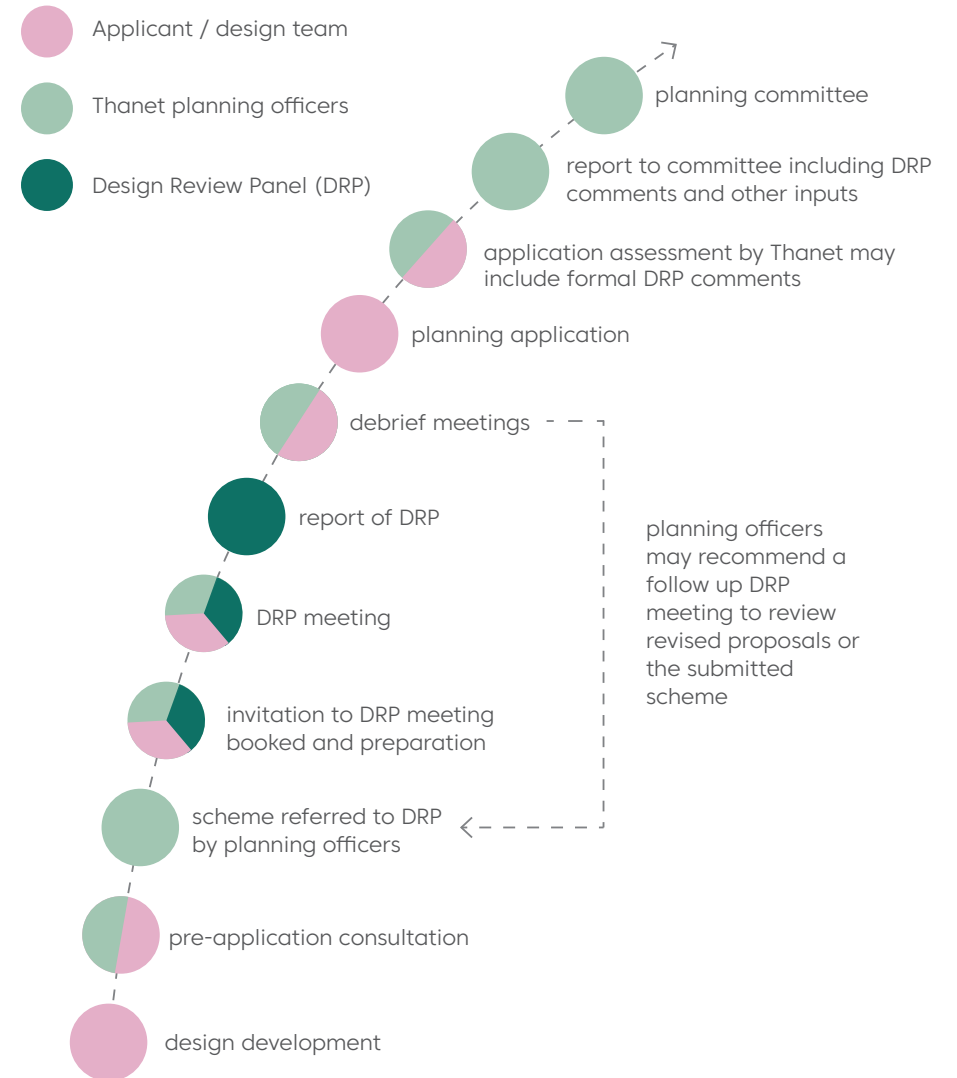 Applicant / design team
Thanet planning officers
Design Review Panel (DRP)
planning committee
report to committee including DRP
comments and other inputs
application assessment by Thanet may
include formal DRP comments
planning application
debrief meetings
report of DRP
planning officers
may recommend a
follow up DRP
meeting to review
revised proposals or
the submitted
scheme
DRP meeting
invitation to DRP meeting
booked and preparation
scheme referred to DRP
by planning officers
pre-application consultation
design development